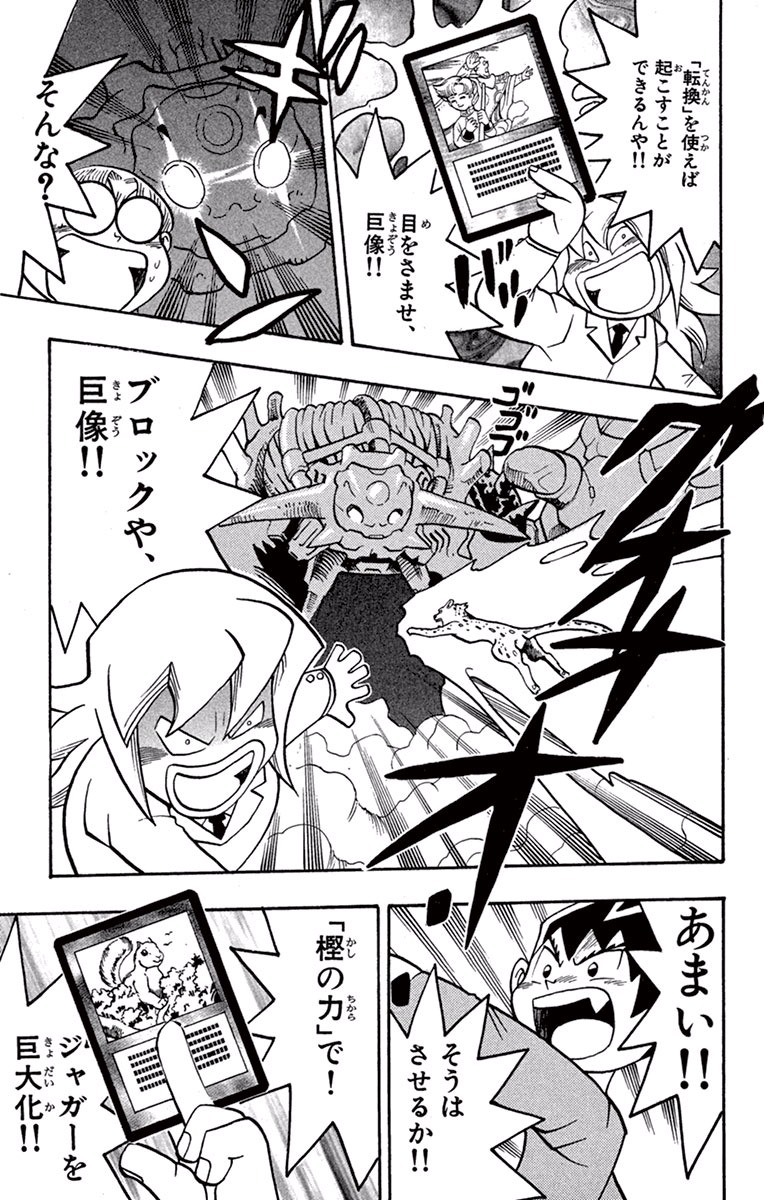 「転換」を使えば
起こすことが
できるんや!!
目をさませ、
巨像!!
そんな?
ゴゴゴゴ
ブロックや、
巨像!!
あまい!!
そうは
させるか!!
「樫の力」で!
ジャガーを
巨大化!!